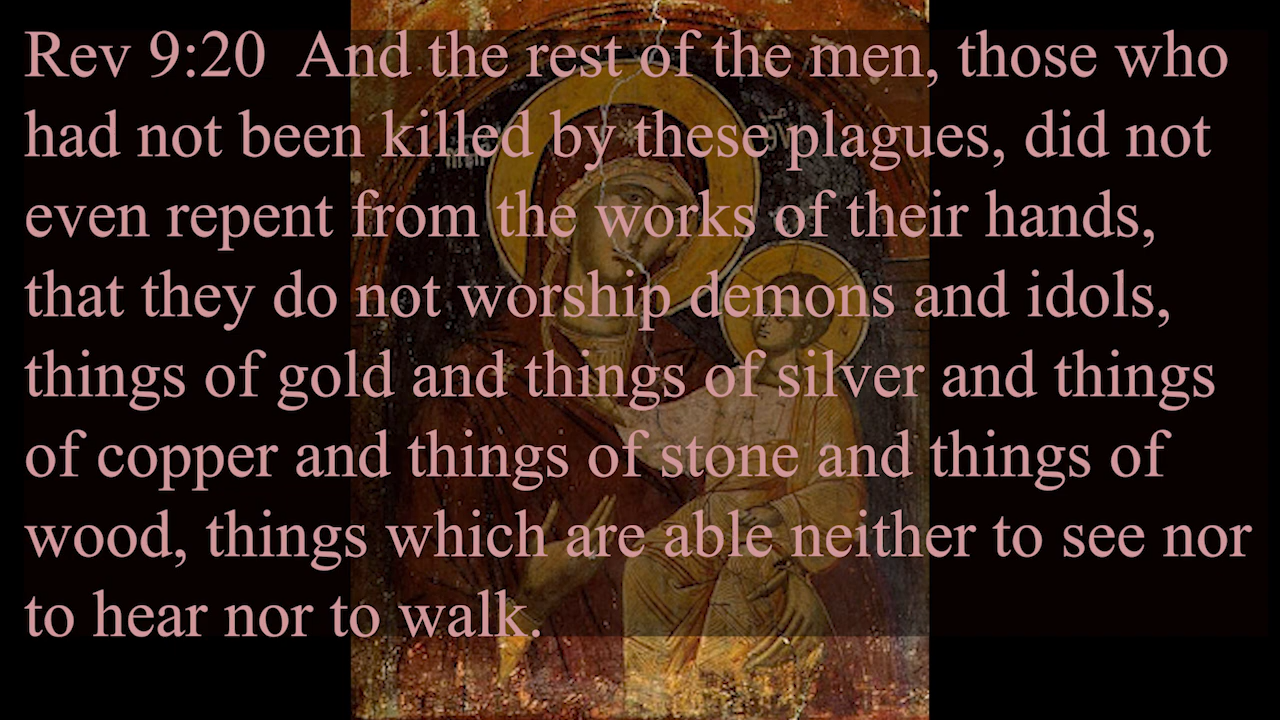 Rev 9:20 And the rest of the men, those who
had not been killed by these plagues, did not
even repent from the works of their hands,
that they do not worship demons and idols,
things of gold and things of silver and things
of copper and things of stone and things of
wood, things which are able neither to see nor
to hear nor to walk.